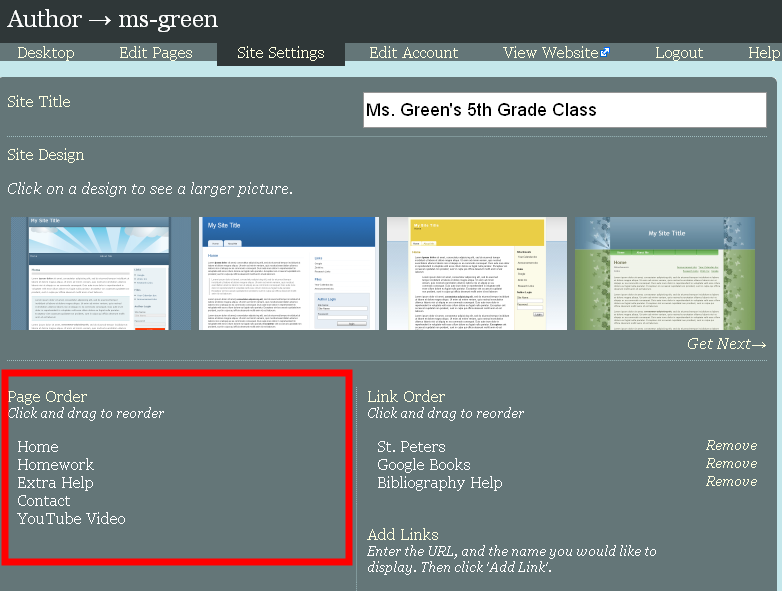 Author → ms-green
Desktop Edit Pages Site Settings Edit Account View Website Logout Help
Site Title
Ms. Green's 5th Grade Class
Site Design
Click on a design to see a larger picture.
My Site Title
My Site Title
My Site Title
My Site Title
Get Next→
Page Order
Click and drag to reorder
Home
Homework
Extra Help
Contact
YouTube Video
Link Order
Click and drag to reorder
St. Peters Remove
Google Books Remove
Bibliography Help Remove
Add Links
Enter the URL, and the name you would like to
display. Then click 'Add Link'.